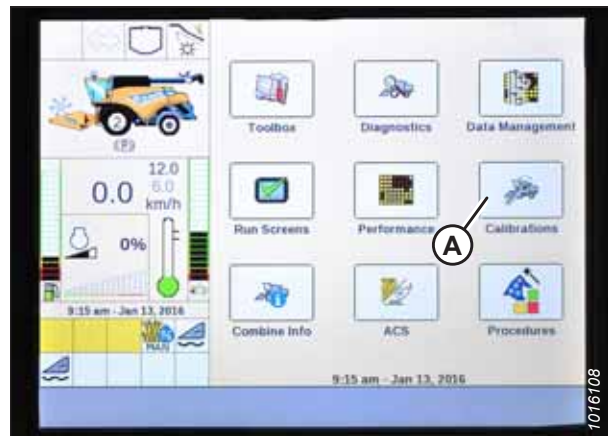 2
(P)
12.0
6.0
0.0 km/h
0%
9:15 am - Jan 13, 2016
MAN
Toolbox
Diagnostics
Data Management
Run Screens
Performance
Calibrations
A
Combine Info
ACS
Procedures
9:15 am - Jan 13, 2016
1016108